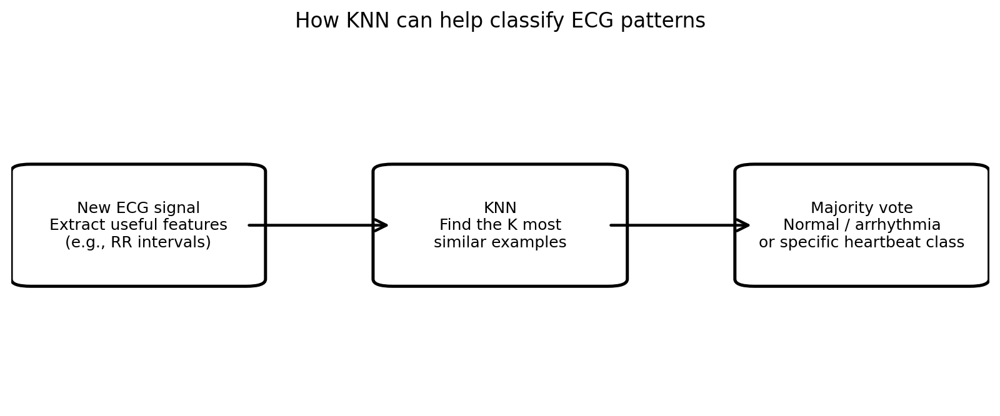 How KNN can help classify ECG patterns
New ECG signal
Extract useful features
(e.g., RR intervals)
KNN
Find the K most
similar examples
Majority vote
Normal / arrhythmia
or specific heartbeat class